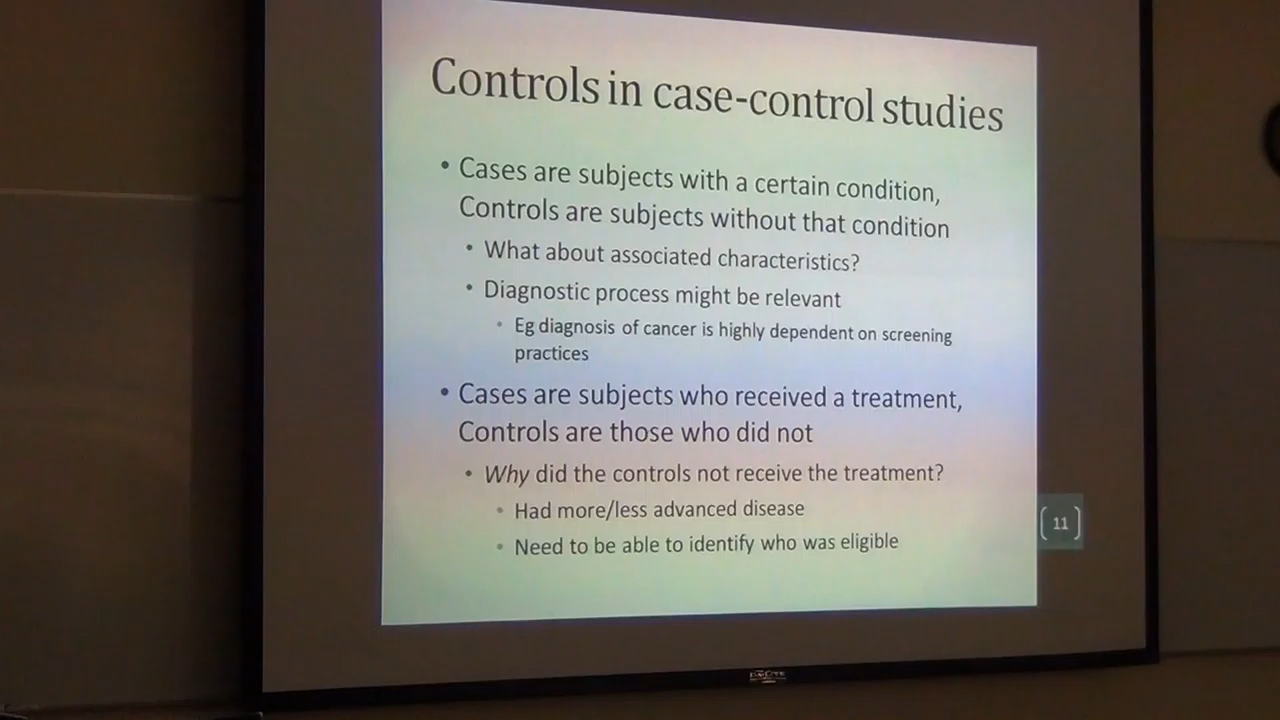 Controls in case-control studies
• Cases are subjects with a certain condition,
Controls are subjects without that condition
• What about associated characteristics?
• Diagnostic process might be relevant
• Eg diagnosis of cancer is highly dependent on screening
practices
• Cases are subjects who received a treatment,
Controls are those who did not
• Why did the controls not receive the treatment?
• Had more/less advanced disease
• Need to be able to identify who was eligible
11
DA-LITE